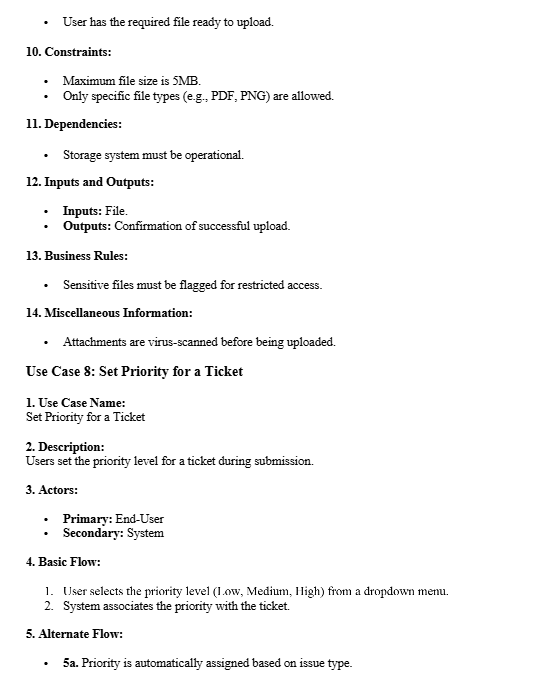 • User has the required file ready to upload.
10. Constraints:
• Maximum file size is 5MB.
• Only specific file types (e.g., PDF, PNG) are allowed.
11. Dependencies:
• Storage system must be operational.
12. Inputs and Outputs:
• Inputs: File.
• Outputs: Confirmation of successful upload.
13. Business Rules:
• Sensitive files must be flagged for restricted access.
14. Miscellaneous Information:
• Attachments are virus-scanned before being uploaded.
Use Case 8: Set Priority for a Ticket
1. Use Case Name:
Set Priority for a Ticket
2. Description:
Users set the priority level for a ticket during submission.
3. Actors:
• Primary: End-User
• Secondary: System
4. Basic Flow:
1. User selects the priority level (Low, Medium, High) from a dropdown menu.
2. System associates the priority with the ticket.
5. Alternate Flow:
• 5a. Priority is automatically assigned based on issue type.